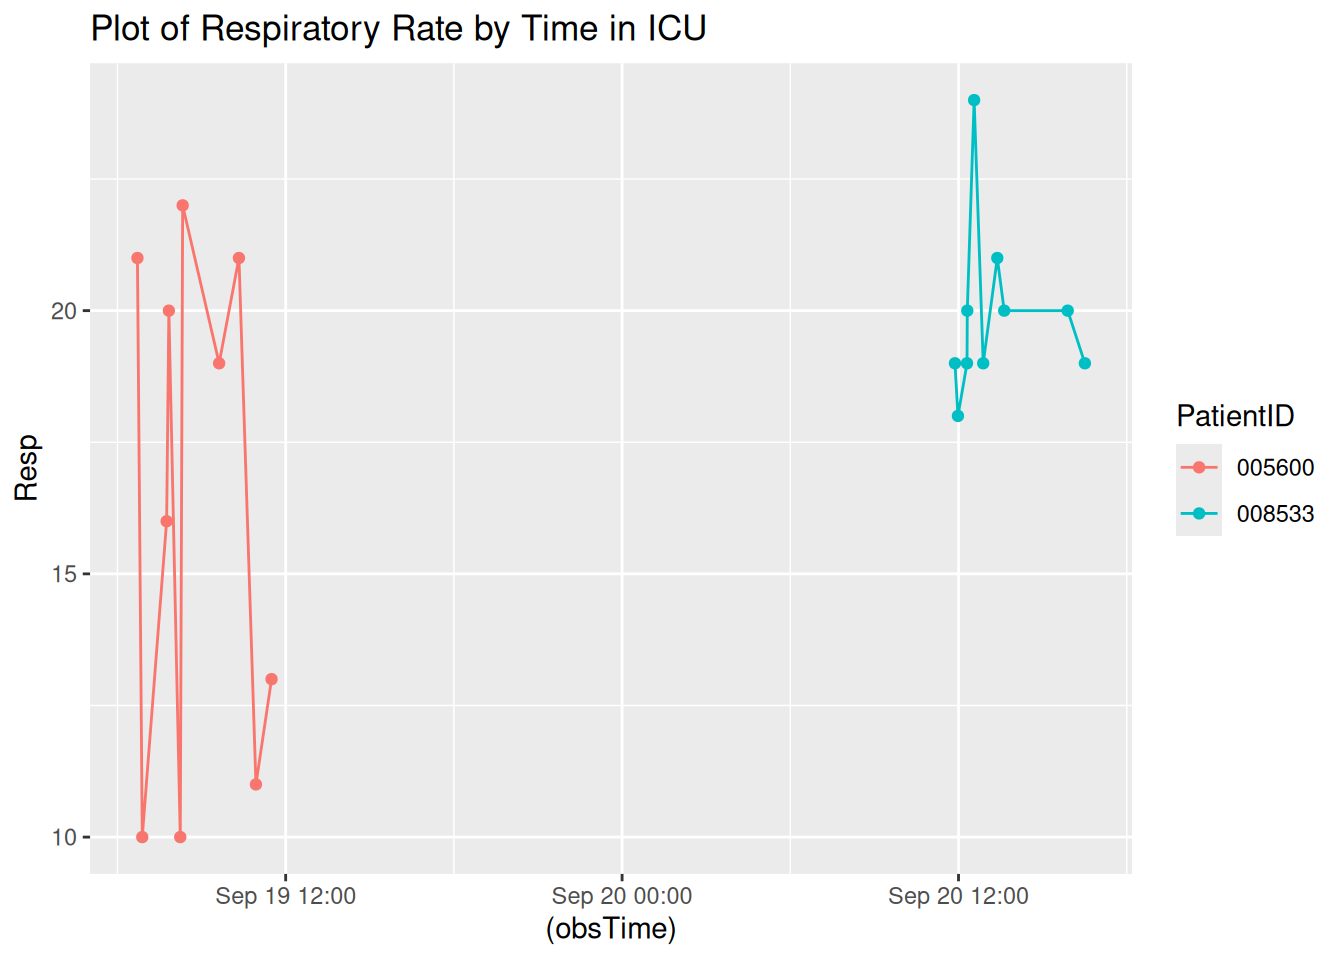 Plot of Respiratory Rate by Time in ICU
Resp
20
15
10
Sep 19 12:00
Sep 20 00:00
Sep 20 12:00
(obsTime)
PatientID
005600
008533